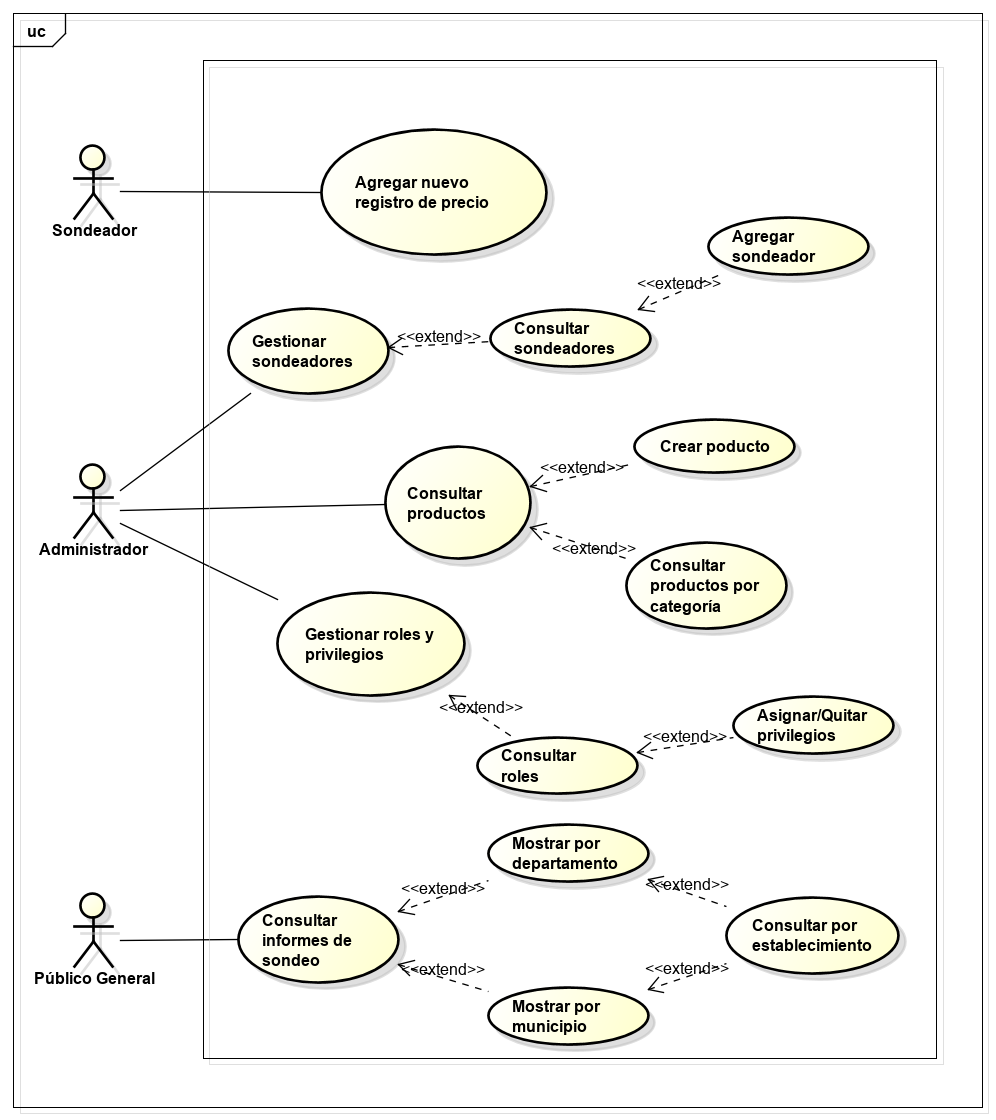 uc
Agregar nuevo
registro de precio
Sondeador
Agregar
sondeador
<<extend>>
Gestionar
sondeadores
<<extend>>
Consultar
sondeadores
Crear poducto
<<extend>>
Consultar
productos
Administrador
<<extend>>
Consultar
productos por
categoría
Gestionar roles y
privilegios
<<extend>>
Asignar/Quitar
privilegios
<<extend>>
Consultar
roles
Mostrar por
departamento
<<extend>>
<<extend>>
Consultar
informes de
sondeo
Consultar por
establecimiento
Público General
<<extend>>
<<extend>>
Mostrar por
municipio